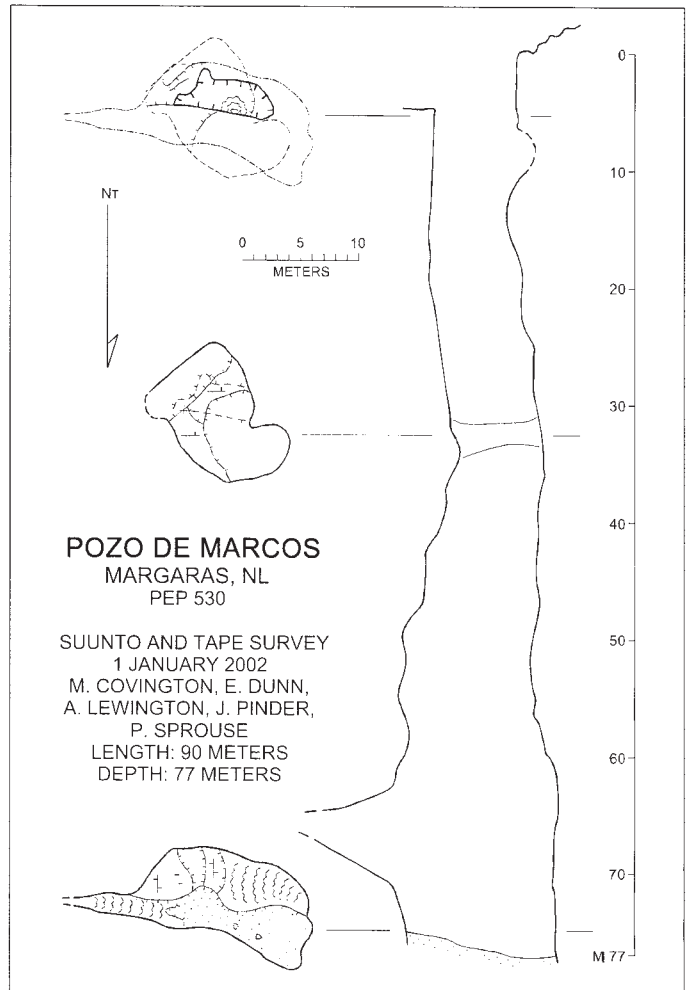 0
10
20
30
40
50
60
70
M 77
NT
0 5 10
METERS
POZO DE MARCOS
MARGARAS, NL
PEP 530
SUUNTO AND TAPE SURVEY
1 JANUARY 2002
M. COVINGTON, E. DUNN,
A. LEWINGTON, J. PINDER,
P. SPROUSE
LENGTH: 90 METERS
DEPTH: 77 METERS